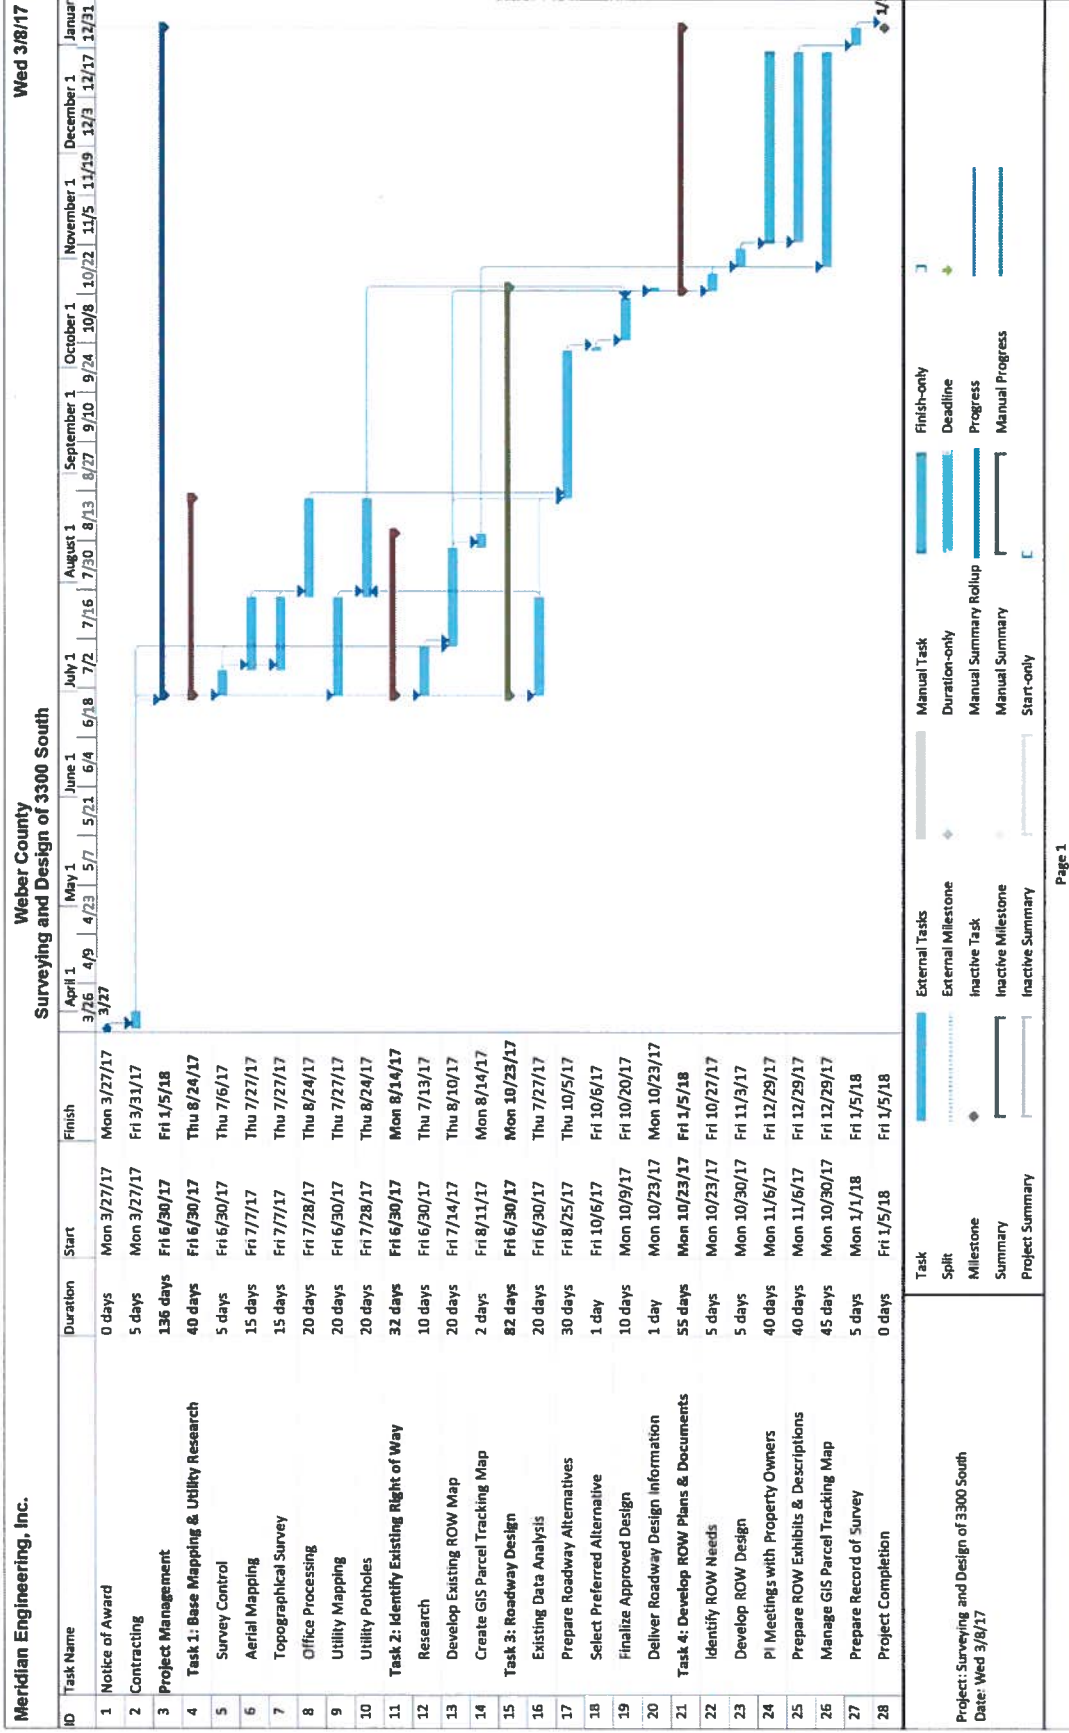 Meridian Engineering, Inc.
Weber County
Surveying and Design of 3300 South
Wed 3/8/17
ID Task Name Duration Start Finish
April 1 May 1 June 1 July 1 August 1 September 1 October 1 November 1 December 1 Januar
3/26 4/9 4/23 5/7 5/21 6/4 6/18 7/2 7/16 7/30 8/13 8/27 9/10 9/24 10/8 10/22 11/5 11/19 12/3 12/17 12/31
1 Notice of Award 0 days Mon 3/27/17 Mon 3/27/17 3/27
2 Contracting 5 days Mon 3/27/17 Fri 3/31/17
3 Project Management 136 days Fri 6/30/17 Fri 1/5/18
4 Task 1: Base Mapping & Utility Research 40 days Fri 6/30/17 Thu 8/24/17
5 Survey Control 5 days Fri 6/30/17 Thu 7/6/17
6 Aerial Mapping 15 days Fri 7/7/17 Thu 7/27/17
7 Topographical Survey 15 days Fri 7/7/17 Thu 7/27/17
8 Office Processing 20 days Fri 7/28/17 Thu 8/24/17
9 Utility Mapping 20 days Fri 6/30/17 Thu 7/27/17
10 Utility Potholes 20 days Fri 7/28/17 Thu 8/24/17
11 Task 2: Identify Existing Right of Way 32 days Fri 6/30/17 Mon 8/14/17
12 Research 10 days Fri 6/30/17 Thu 7/13/17
13 Develop Existing ROW Map 20 days Fri 7/14/17 Thu 8/10/17
14 Create GIS Parcel Tracking Map 2 days Fri 8/11/17 Mon 8/14/17
15 Task 3: Roadway Design 82 days Fri 6/30/17 Mon 10/23/17
16 Existing Data Analysis 20 days Fri 6/30/17 Thu 7/27/17
17 Prepare Roadway Alternatives 30 days Fri 8/25/17 Thu 10/5/17
18 Select Preferred Alternative 1 day Fri 10/6/17 Fri 10/6/17
19 Finalize Approved Design 10 days Mon 10/9/17 Fri 10/20/17
20 Deliver Roadway Design Information 1 day Mon 10/23/17 Mon 10/23/17
21 Task 4: Develop ROW Plans & Documents 55 days Mon 10/23/17 Fri 1/5/18
22 Identify ROW Needs 5 days Mon 10/23/17 Fri 10/27/17
23 Develop ROW Design 5 days Mon 10/30/17 Fri 11/3/17
24 PI Meetings with Property Owners 40 days Mon 11/6/17 Fri 12/29/17
25 Prepare ROW Exhibits & Descriptions 40 days Mon 11/6/17 Fri 12/29/17
26 Manage GIS Parcel Tracking Map 45 days Mon 10/30/17 Fri 12/29/17
27 Prepare Record of Survey 5 days Mon 1/1/18 Fri 1/5/18
28 Project Completion 0 days Fri 1/5/18 Fri 1/5/18 1/
Project: Surveying and Design of 3300 South
Date: Wed 3/8/17
Task External Tasks Manual Task Finish-only
Split External Milestone Duration-only Deadline
Milestone Inactive Task Manual Summary Rollup Progress
Summary Inactive Milestone Manual Summary Manual Progress
Project Summary Inactive Summary Start-only
Page 1